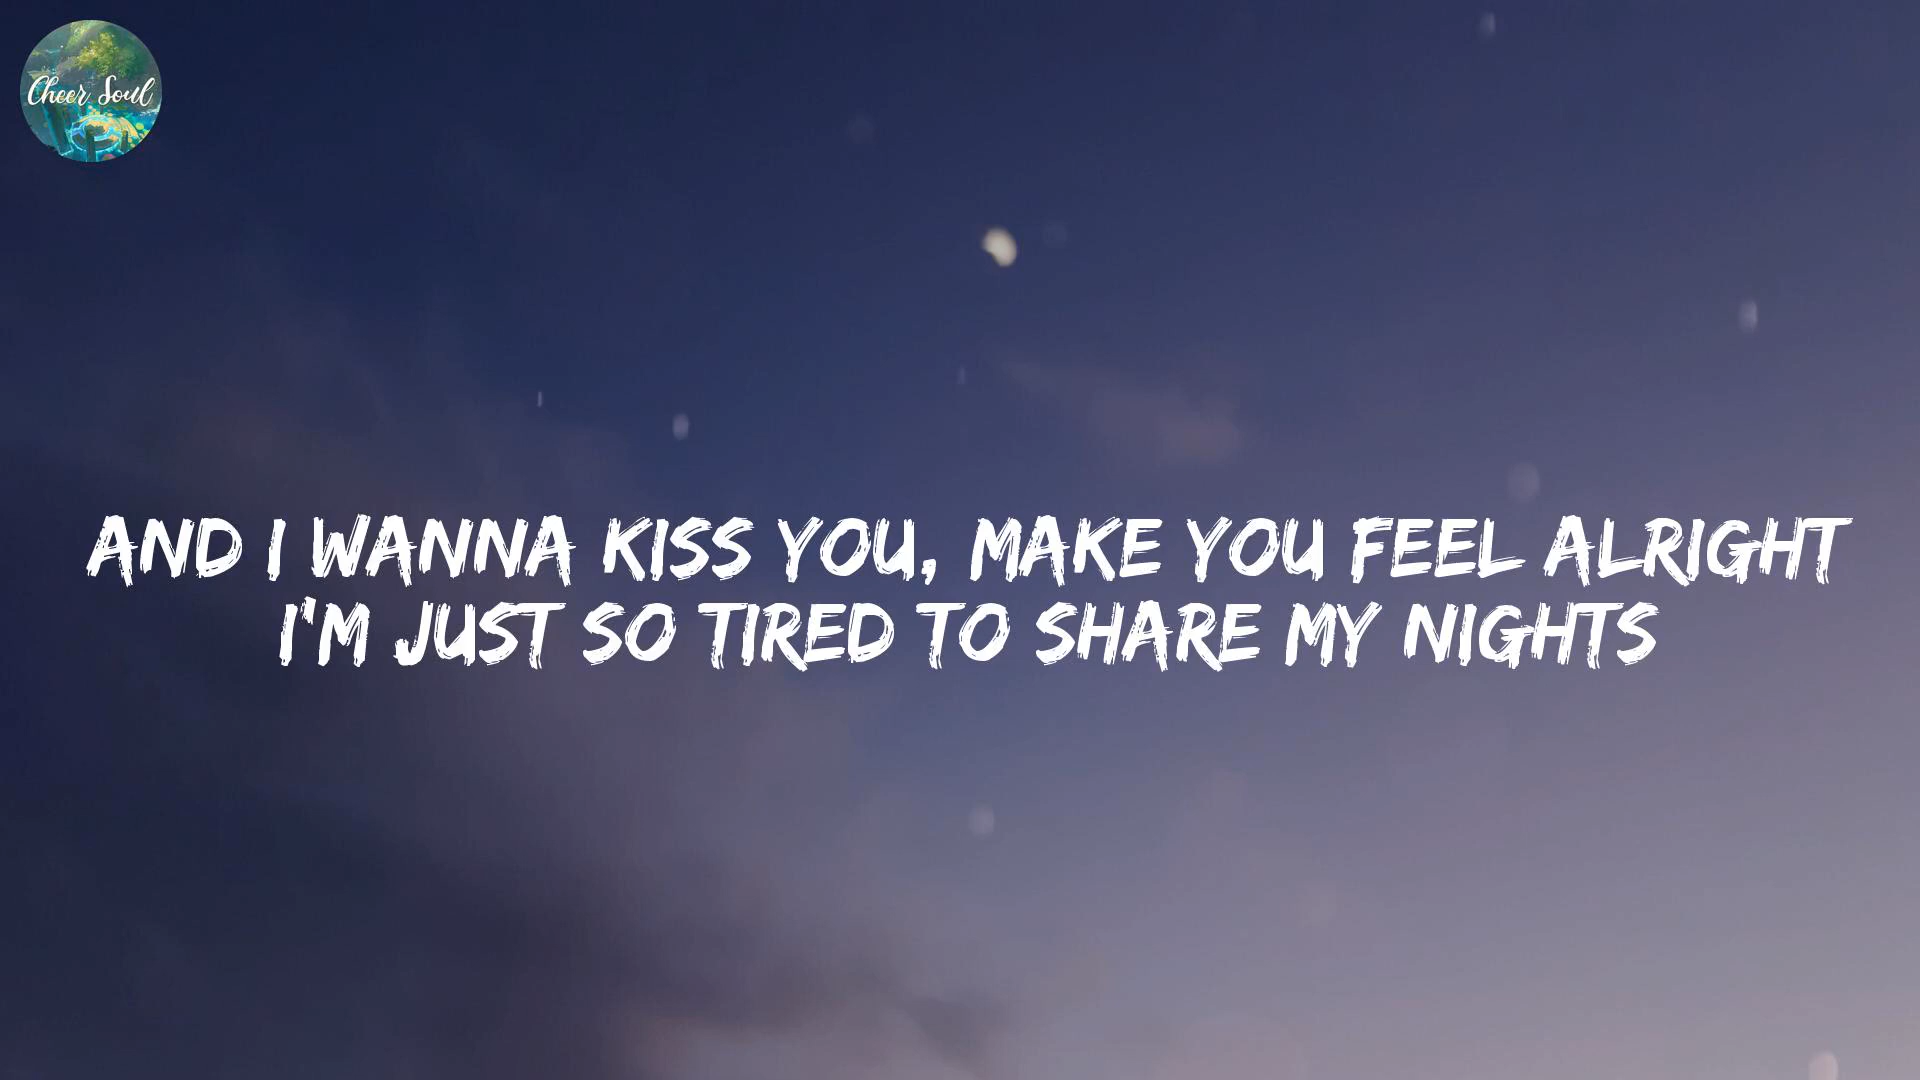 Cheer Soul
AND I WANNA KISS YOU, MAKE YOU FEEL ALRIGHT
I'M JUST SO TIRED TO SHARE MY NIGHTS